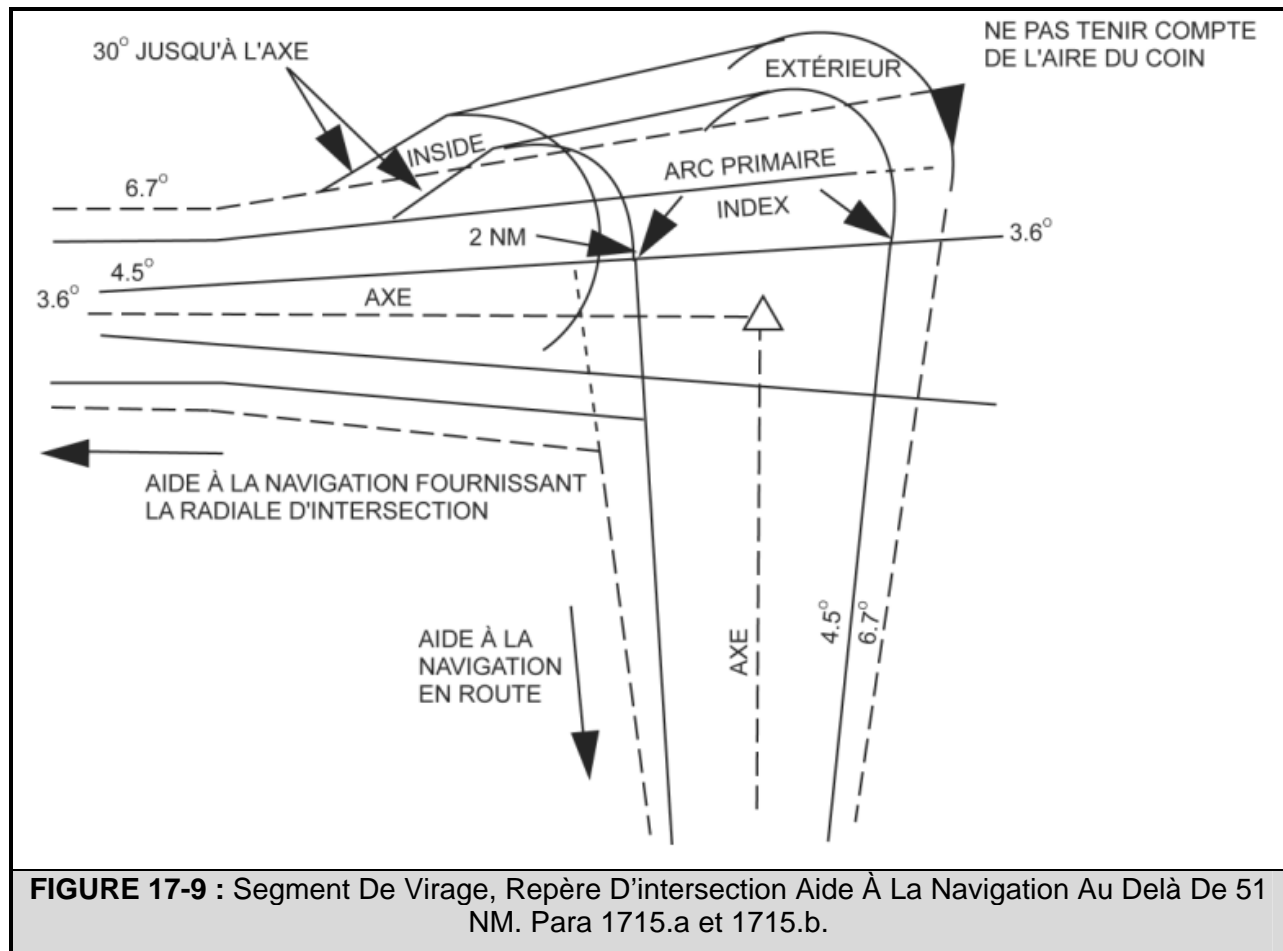 30° JUSQU'À L'AXE
NE PAS TENIR COMPTE
DE L'AIRE DU COIN
EXTÉRIEUR
INSIDE
6.7°
ARC PRIMAIRE
INDEX
2 NM
3.6°
4.5°
3.6°
AXE
AIDE À LA NAVIGATION FOURNISSANT
LA RADIALE D'INTERSECTION
AIDE À LA
NAVIGATION
EN ROUTE
AXE
4.5°
6.7°
FIGURE 17-9 : Segment De Virage, Repère D'intersection Aide À La Navigation Au Delà De 51
NM. Para 1715.a et 1715.b.